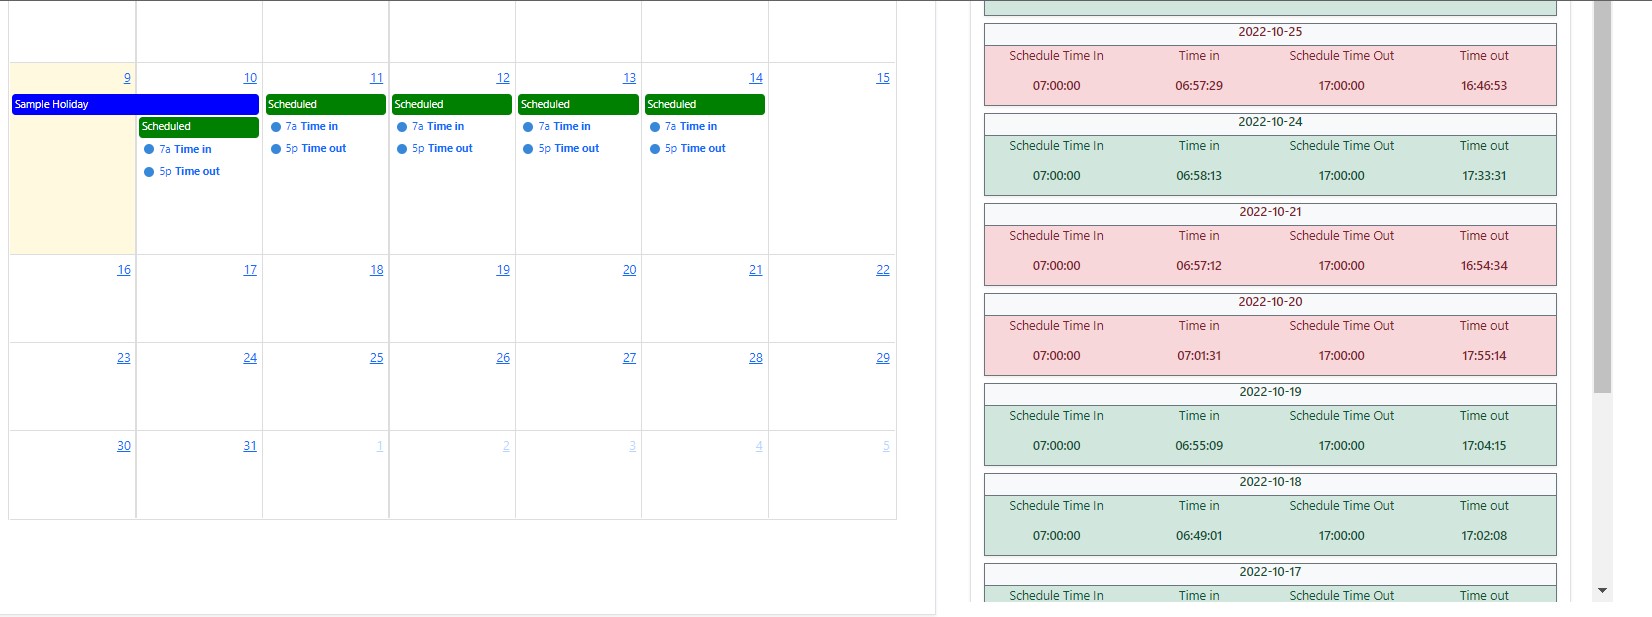 9 10 11 12 13 14 15
Sample Holiday Scheduled Scheduled Scheduled Scheduled
Scheduled 7a Time in 7a Time in 7a Time in 7a Time in
7a Time in 5p Time out 5p Time out 5p Time out 5p Time out
5p Time out
16 17 18 19 20 21 22
23 24 25 26 27 28 29
30 31 1 2 3 4 5
2022-10-25
Schedule Time In Time in Schedule Time Out Time out
07:00:00 06:57:29 17:00:00 16:46:53
2022-10-24
Schedule Time In Time in Schedule Time Out Time out
07:00:00 06:58:13 17:00:00 17:33:31
2022-10-21
Schedule Time In Time in Schedule Time Out Time out
07:00:00 06:57:12 17:00:00 16:54:34
2022-10-20
Schedule Time In Time in Schedule Time Out Time out
07:00:00 07:01:31 17:00:00 17:55:14
2022-10-19
Schedule Time In Time in Schedule Time Out Time out
07:00:00 06:55:09 17:00:00 17:04:15
2022-10-18
Schedule Time In Time in Schedule Time Out Time out
07:00:00 06:49:01 17:00:00 17:02:08
2022-10-17
Schedule Time In Time in Schedule Time Out Time out